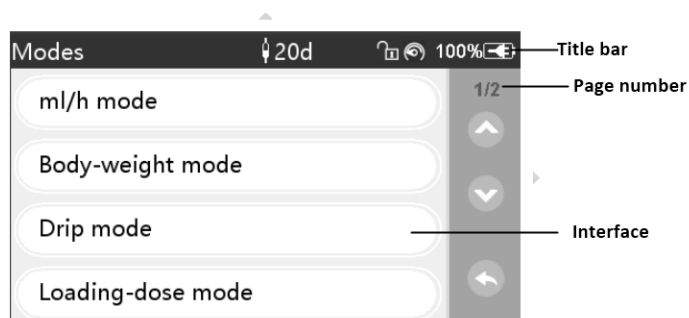 Modes 20d 100% Title bar
1/2 Page number
ml/h mode
Body-weight mode
Drip mode Interface
Loading-dose mode